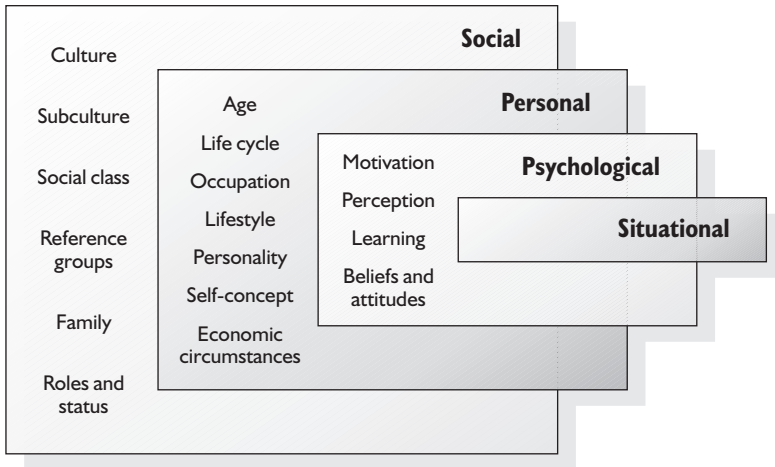 Social
Culture
Subculture
Social class
Reference
groups
Family
Roles and
status
Personal
Age
Life cycle
Occupation
Lifestyle
Personality
Self-concept
Economic
circumstances
Psychological
Motivation
Perception
Learning
Beliefs and
attitudes
Situational